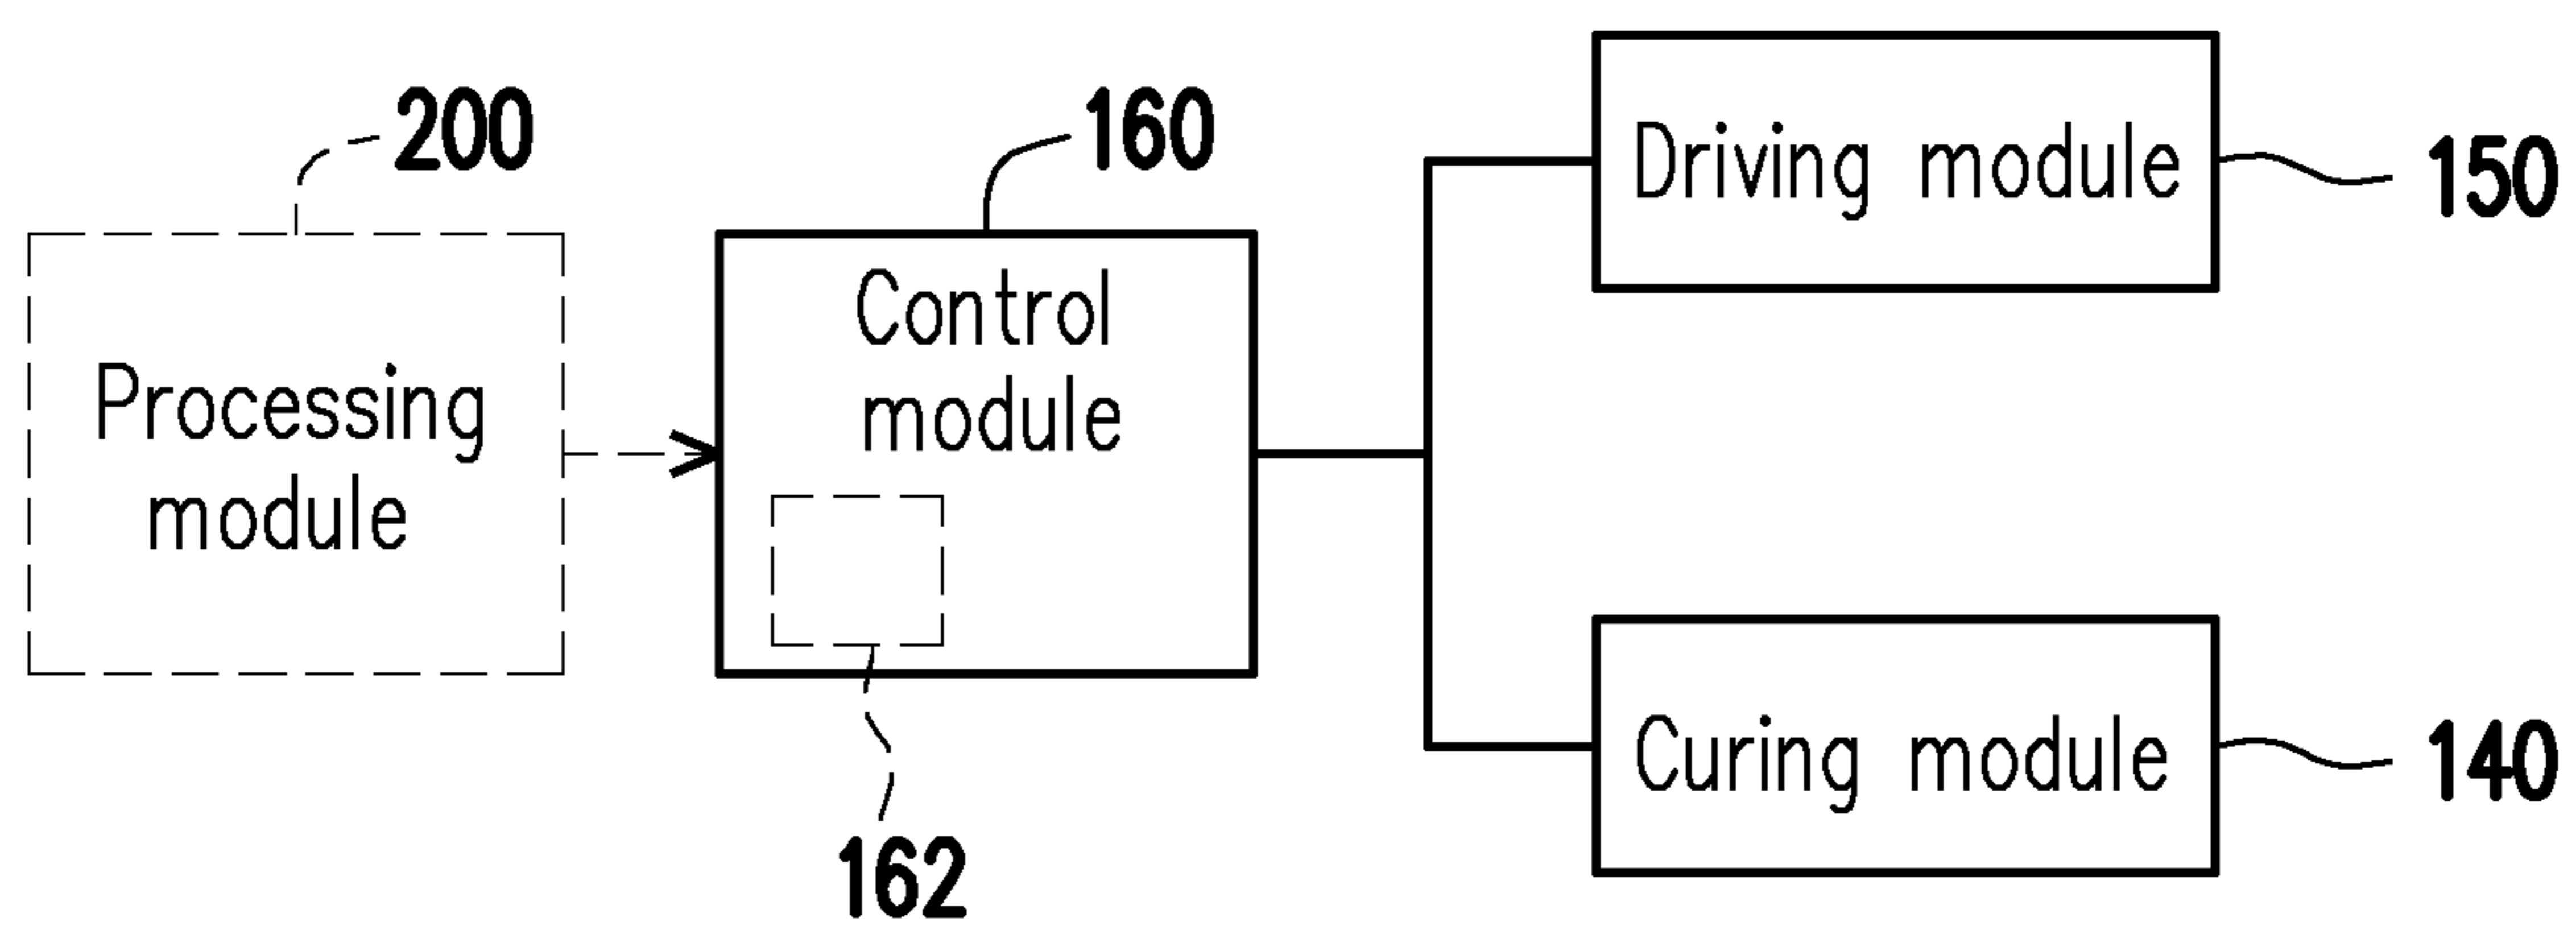 200
Processing
module
160
Control
module
162
Driving module
150
Curing module
140